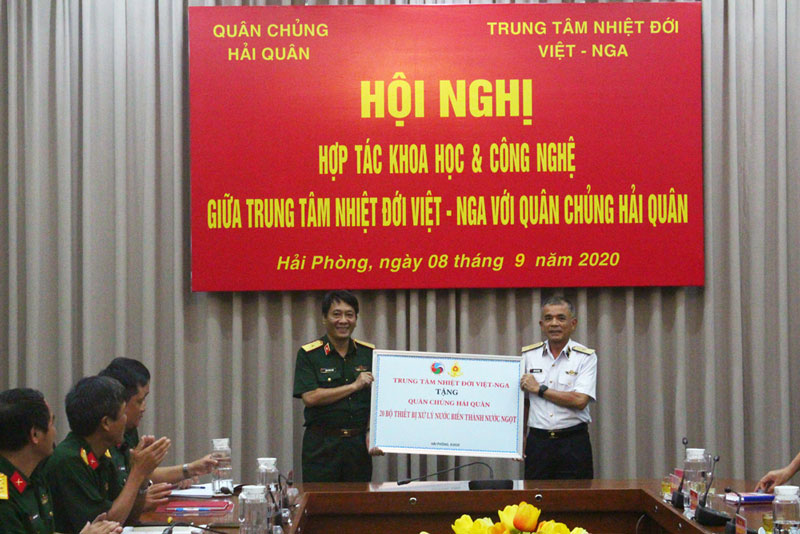 QUÂN CHỦNG
HẢI QUÂN
TRUNG TÂM NHIỆT ĐỚI
VIỆT - NGA
HỘI NGHỊ
HỢP TÁC KHOA HỌC & CÔNG NGHỆ
GIỮA TRUNG TÂM NHIỆT ĐỚI VIỆT - NGA VỚI QUÂN CHỦNG HẢI QUÂN
Hải Phòng, ngày 08 tháng 9 năm 2020
TRUNG TÂM NHIỆT ĐỚI VIỆT-NGA
TẶNG
QUÂN CHỦNG HẢI QUÂN
20 BỘ THIẾT BỊ XỬ LÝ NƯỚC BIỂN THÀNH NƯỚC NGỌT
HẢI PHÒNG,